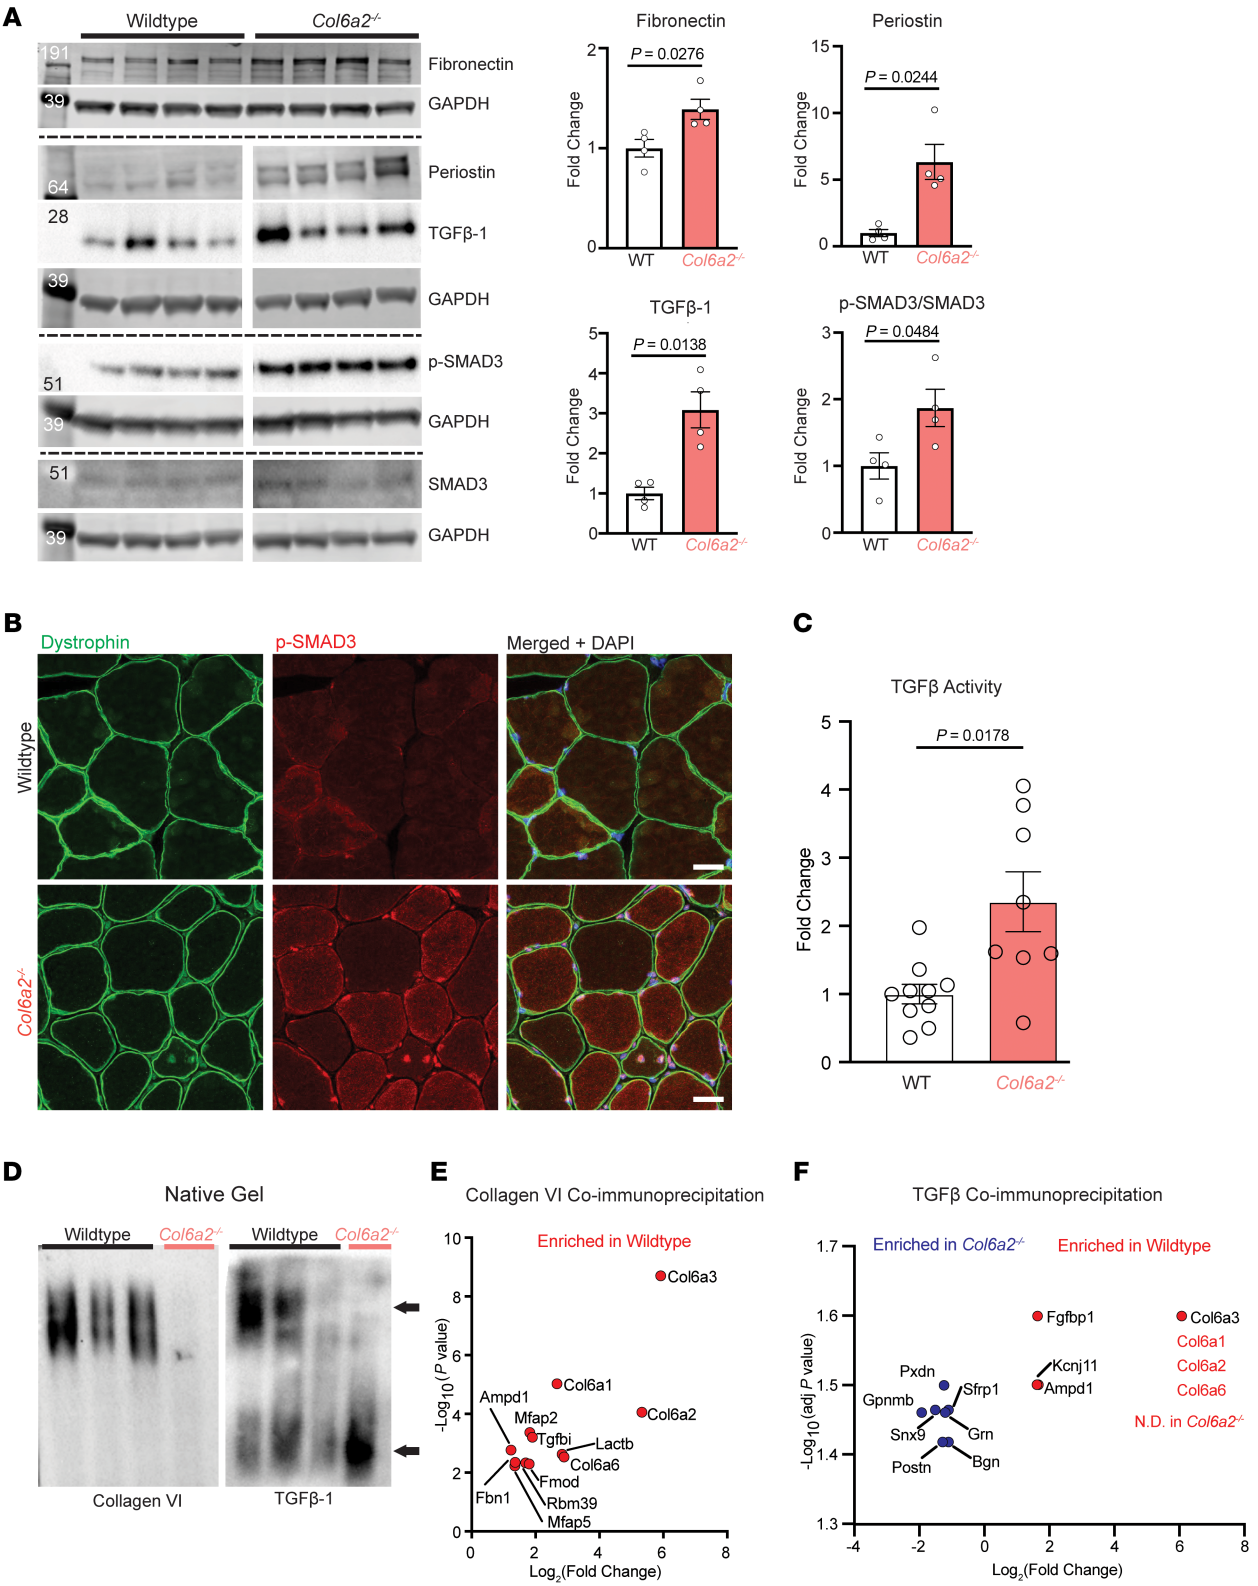 A
Wildtype
Col6a2-/-
191
Fibronectin
39
GAPDH
Periostin
64
28
TGFβ-1
39
GAPDH
p-SMAD3
51
39
GAPDH
51
SMAD3
39
GAPDH
Fibronectin
P = 0.0276
Fold Change
2
1
0
WT
Col6a2-/-
Periostin
P = 0.0244
Fold Change
15
10
5
0
WT
Col6a2-/-
TGFβ-1
P = 0.0138
Fold Change
5
4
3
2
1
0
WT
Col6a2-/-
p-SMAD3/SMAD3
P = 0.0484
Fold Change
3
2
1
0
WT
Col6a2-/-
B
Dystrophin
p-SMAD3
Merged + DAPI
Wildtype
Col6a2-/-
C
TGFβ Activity
P = 0.0178
Fold Change
5
4
3
2
1
0
WT
Col6a2-/-
D
Native Gel
Wildtype
Col6a2-/-
Wildtype
Col6a2-/-
Collagen VI
TGFβ-1
E
Collagen VI Co-immunoprecipitation
Enriched in Wildtype
-Log10(P value)
10
8
6
4
2
0
Col6a3
Col6a1
Col6a2
Ampd1
Mfap2
Tgfbi
Lactb
Col6a6
Fmod
Fbn1
Rbm39
Mfap5
0
2
4
6
8
Log2(Fold Change)
F
TGFβ Co-immunoprecipitation
Enriched in Col6a2-/-
Enriched in Wildtype
-Log10(adj P value)
1.7
1.6
1.5
1.4
1.3
Fgfbp1
Col6a3
Col6a1
Col6a2
Col6a6
N.D. in Col6a2-/-
Kcnj11
Ampd1
Pxdn
Sfrp1
Gpnmb
Snx9
Grn
Postn
Bgn
-4
-2
0
2
4
6
8
Log2(Fold Change)